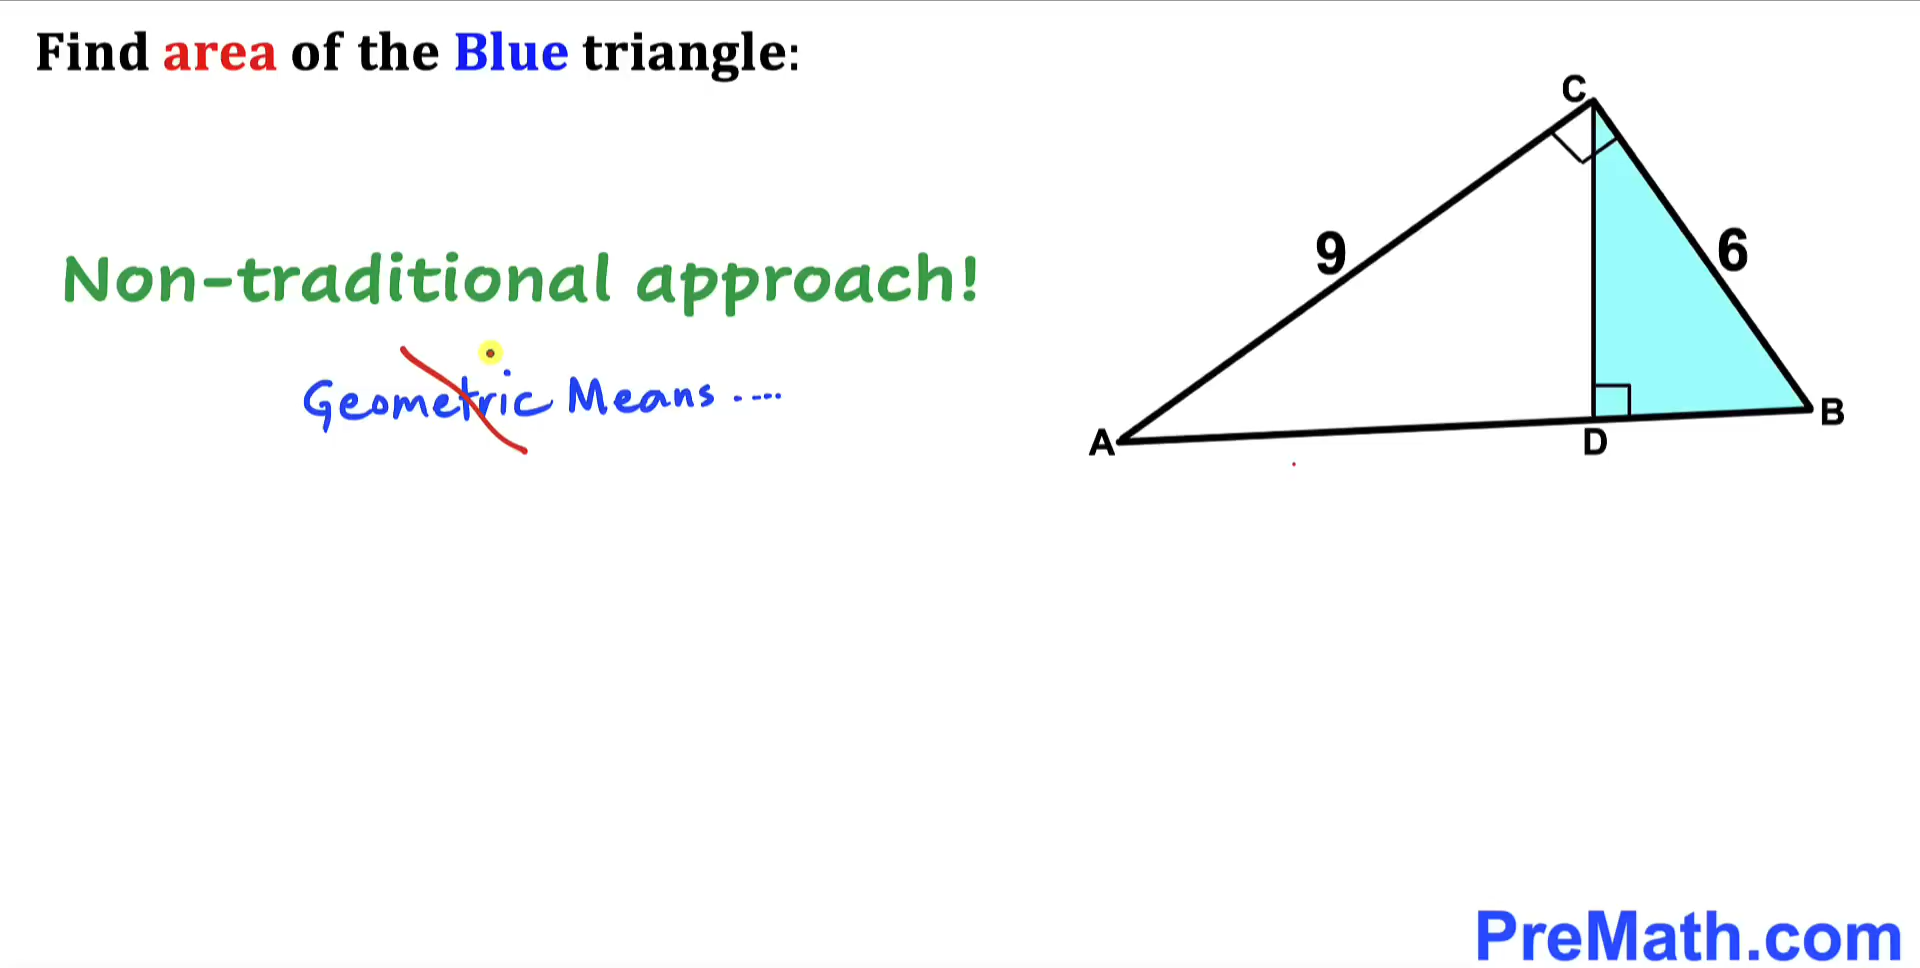 Find area of the Blue triangle:
C
9
6
Non-traditional approach!
Geometric Means ----
A
D
B
PreMath.com